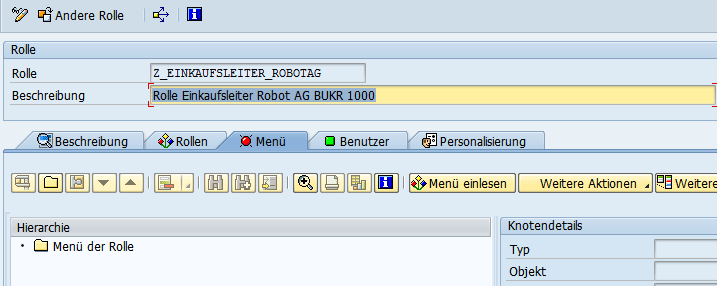 Andere Rolle
Rolle
Rolle Z_EINKAUFSLEITER_ROBOTAG
Beschreibung Rolle Einkaufsleiter Robot AG BUKR 1000
Beschreibung Rollen Menü Benutzer Personalisierung
Menü einlesen Weitere Aktionen Weitere
Hierarchie Knotendetails
Menü der Rolle Typ
Objekt